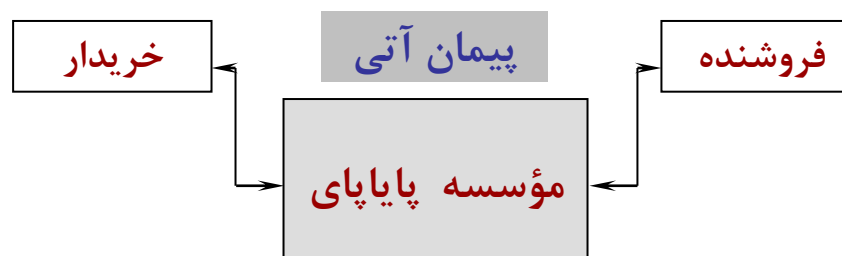 پیمان آتی
فروشنده
خریدار
مؤسسه پایاپای